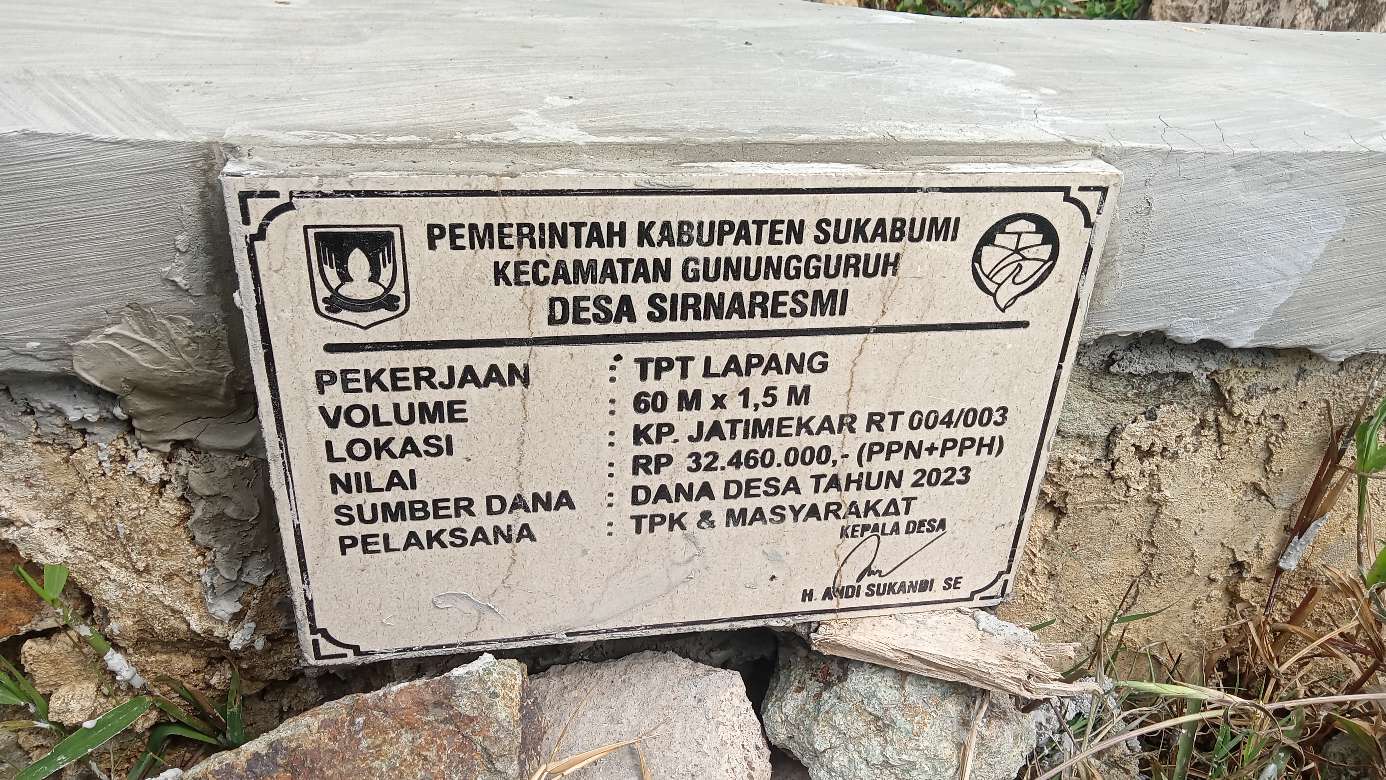 PEMERINTAH KABUPATEN SUKABUMI
KECAMATAN GUNUNGGURUH
DESA SIRNARESMI
PEKERJAAN : TPT LAPANG
VOLUME : 60 M x 1,5 M
LOKASI : KP. JATIMEKAR RT 004/003
NILAI : RP 32.460.000,- (PPN+PPH)
SUMBER DANA : DANA DESA TAHUN 2023
PELAKSANA : TPK & MASYARAKAT
KEPALA DESA
H. ANDI SUKANDI, SE